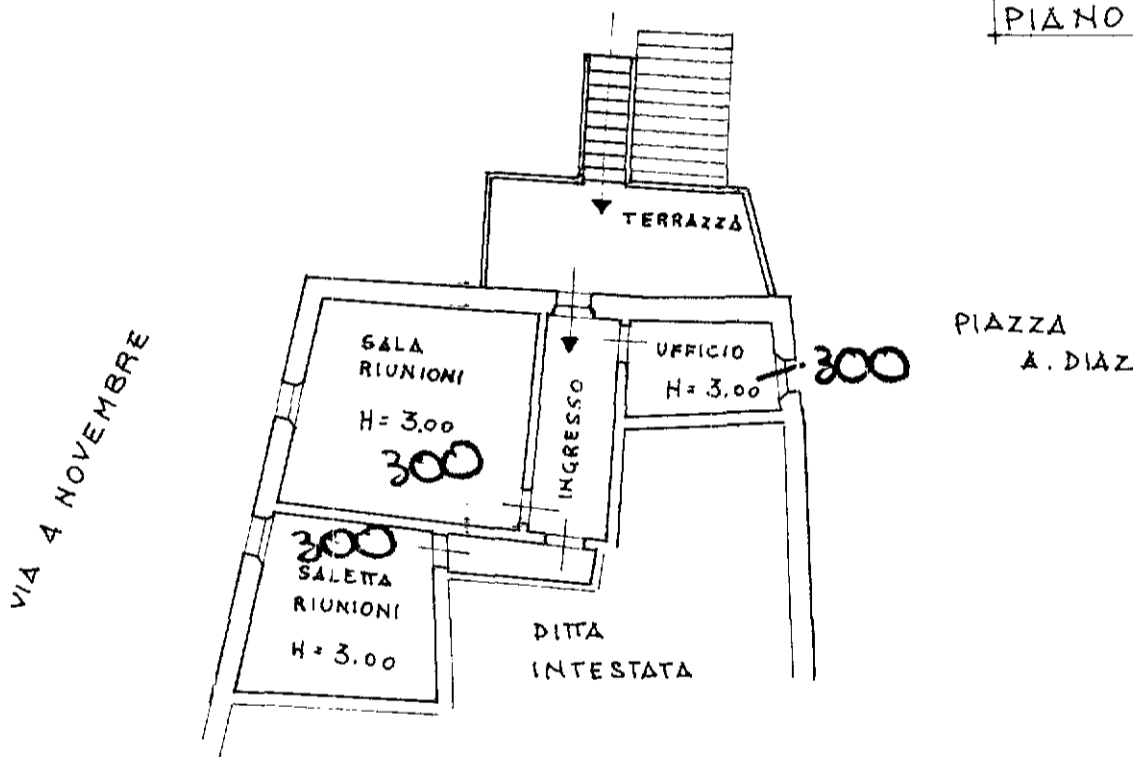 PIANO
TERRAZZA
SALA
RIUNIONI
H = 3.00
300
INGRESSO
UFFICIO
H = 3.00
300
PIAZZA
A. DIAZ
VIA 4 NOVEMBRE
300
SALETTA
RIUNIONI
H = 3.00
DITTA
INTESTATA